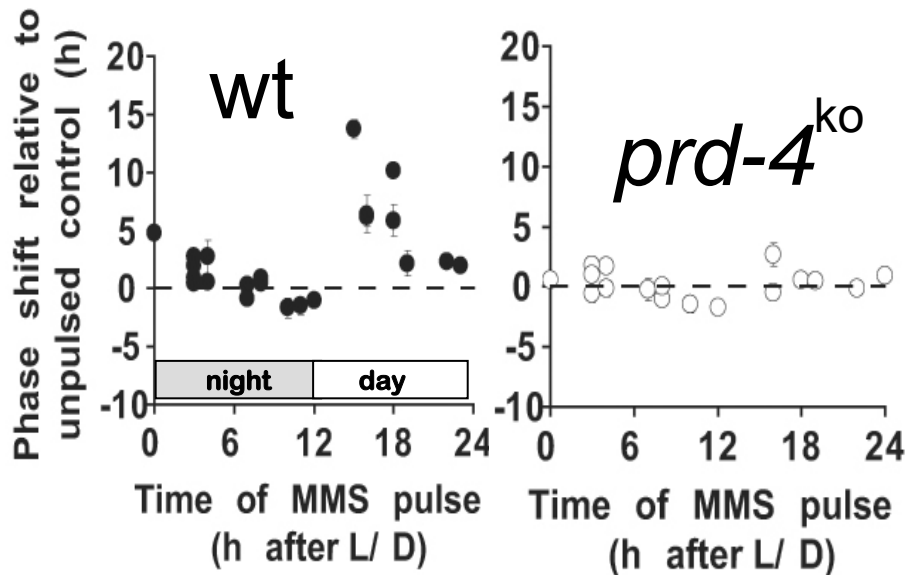 Phase shift relative to
unpulsed control (h)
20
15
10
5
0
-5
-10
wt
night
day
0 6 12 18 24
Time of MMS pulse
(h after L/ D)
20
15
10
5
0
-5
-10
prd-4ko
0 6 12 18 24
Time of MMS pulse
(h after L/ D)